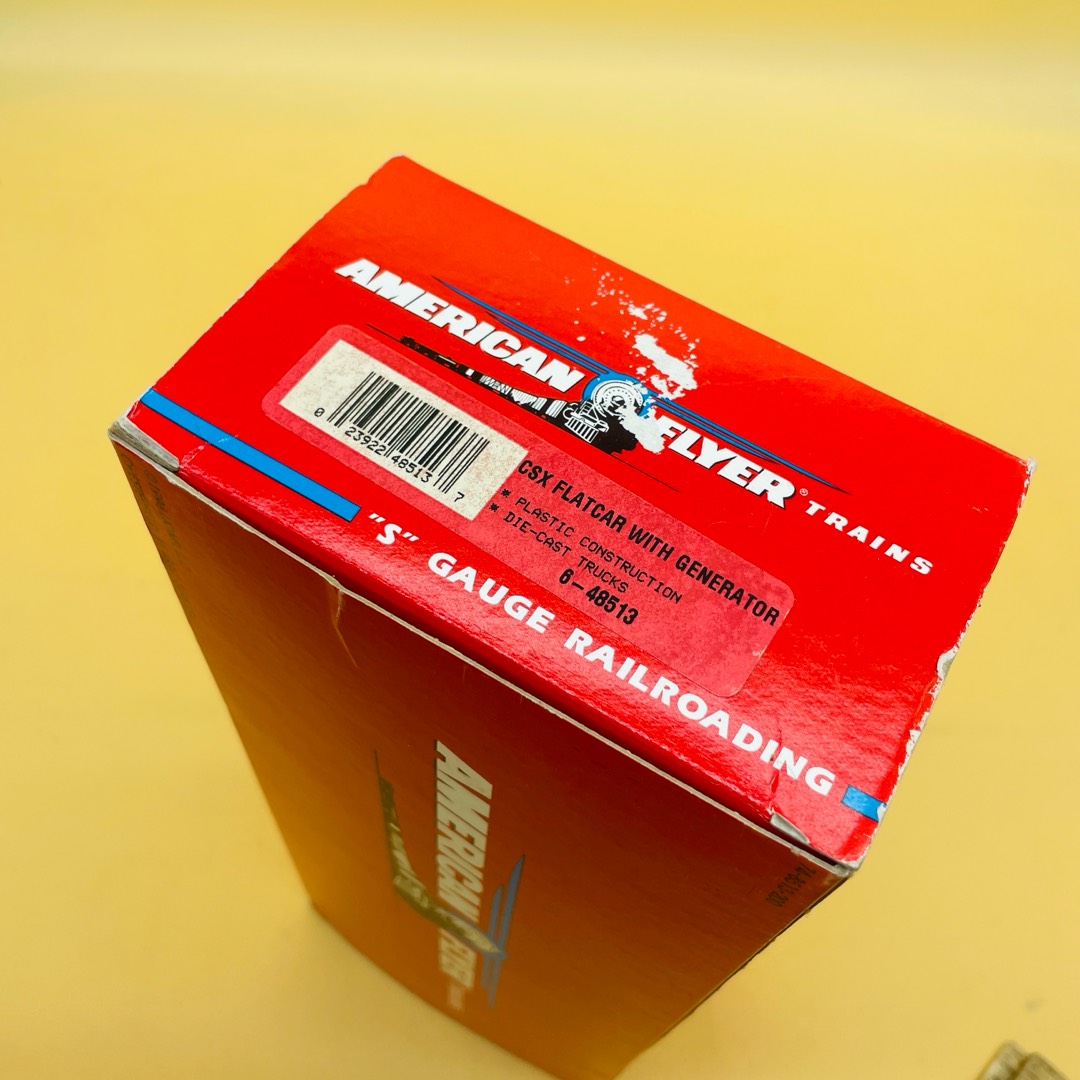 AMERICAN FLYER® TRAINS
0 23922 48513 7
CSX FLATCAR WITH GENERATOR
* PLASTIC CONSTRUCTION
* DIE-CAST TRUCKS
6-48513
"S" GAUGE RAILROADING
AMERICAN FLYER